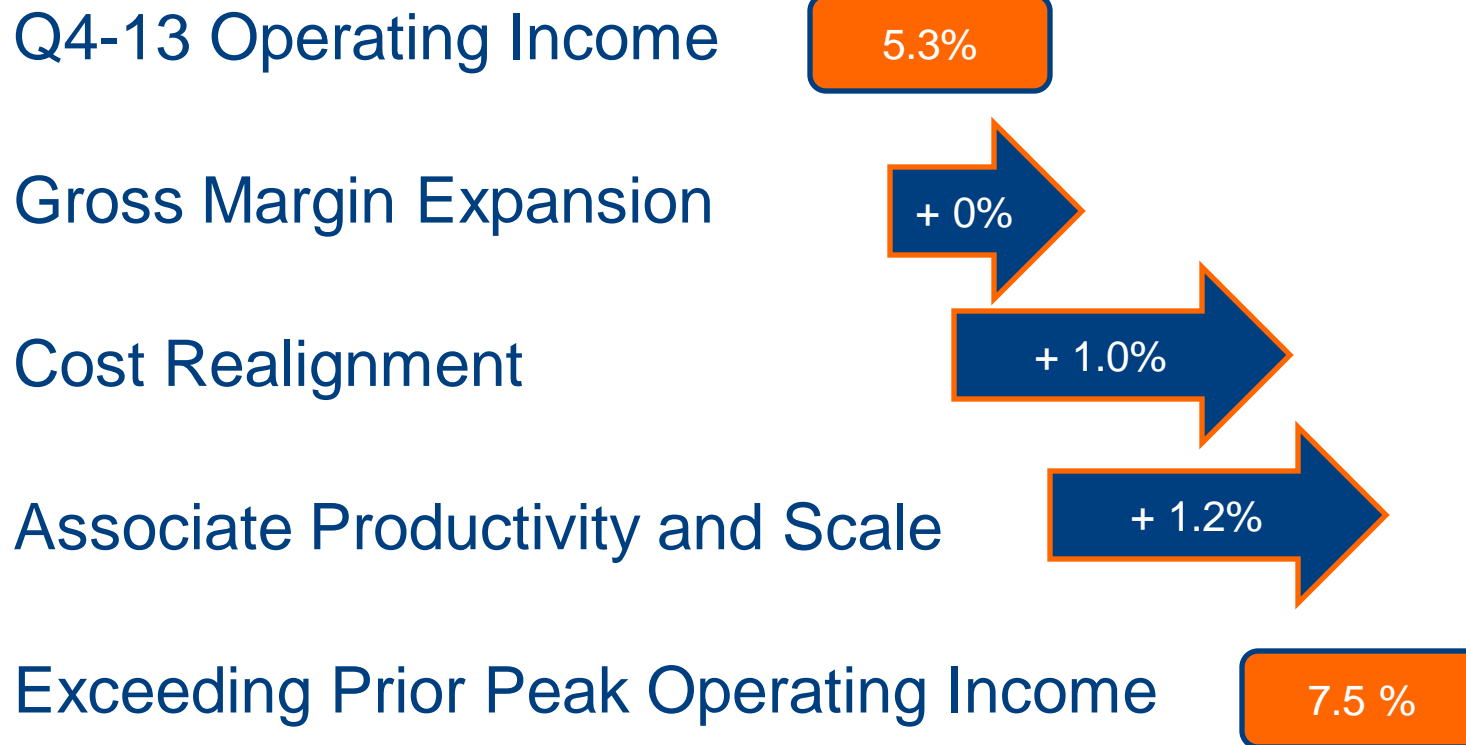 Q4-13 Operating Income 5.3%
Gross Margin Expansion + 0%
Cost Realignment + 1.0%
Associate Productivity and Scale + 1.2%
Exceeding Prior Peak Operating Income 7.5 %